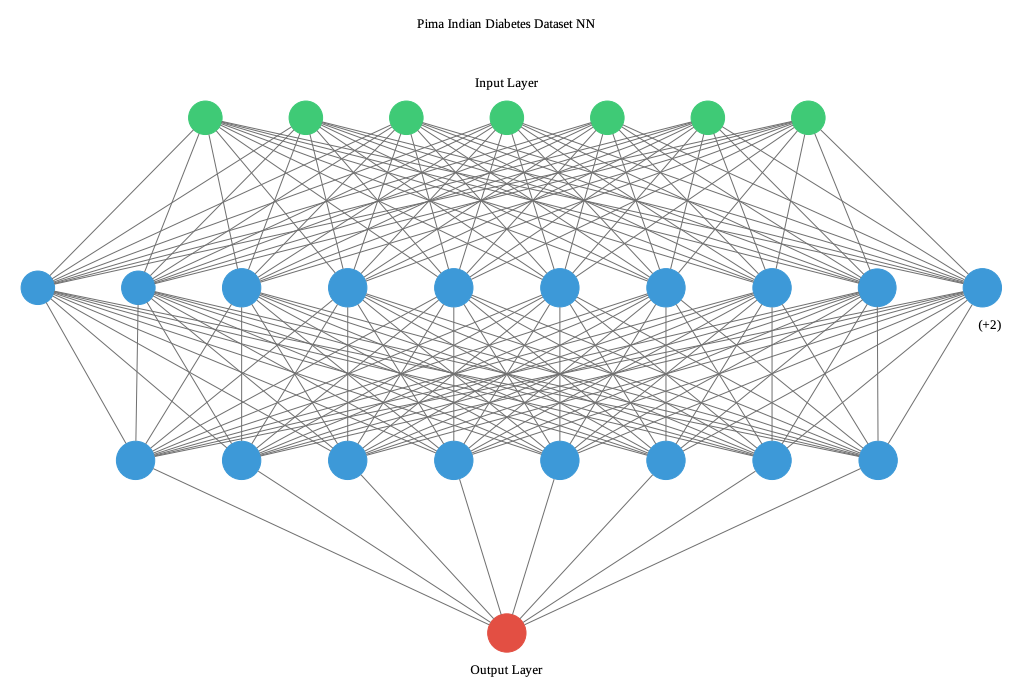 Pima Indian Diabetes Dataset NN
Input Layer
(+2)
Output Layer